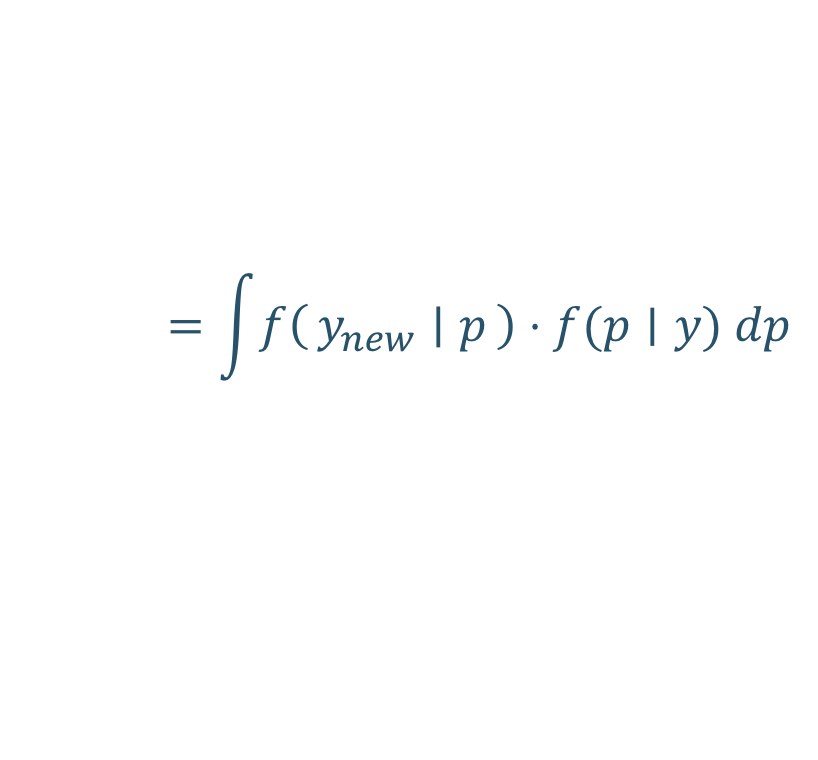 = ∫ f( y_new | p ) · f(p | y) dp